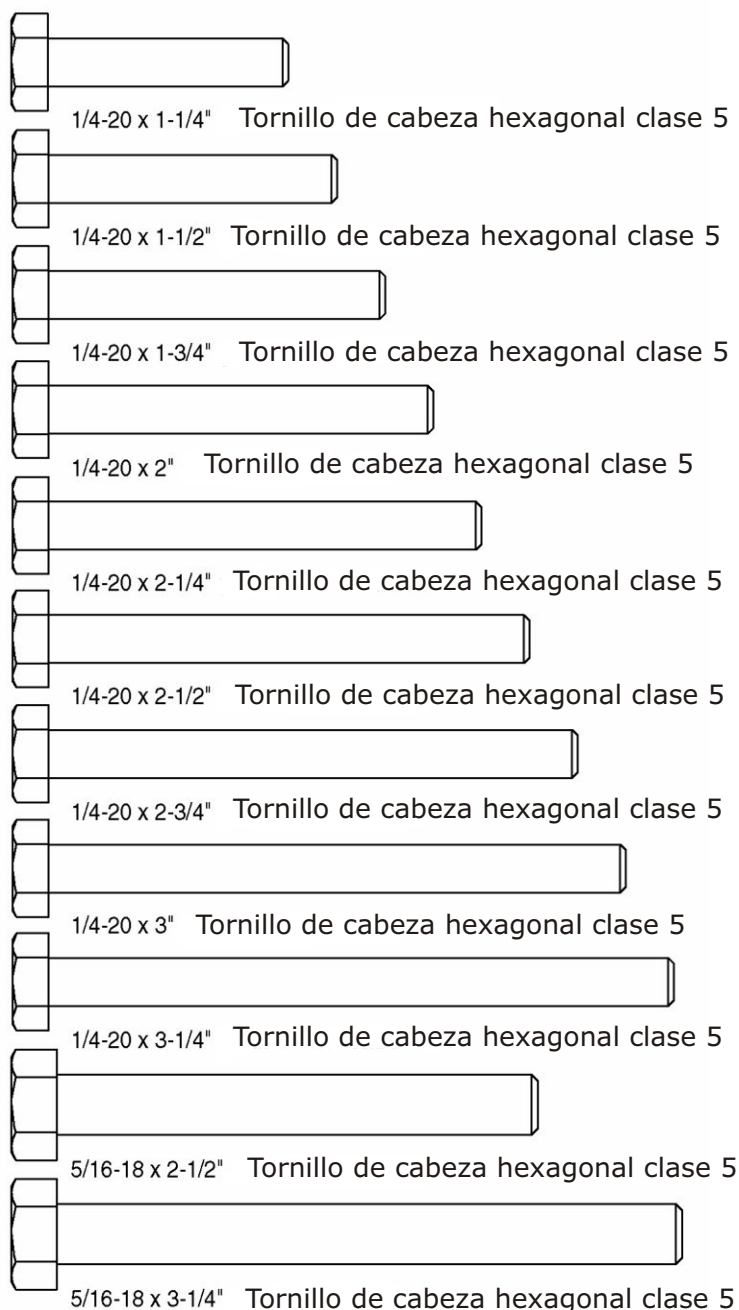 1/4-20 x 1-1/4" Tornillo de cabeza hexagonal clase 5
1/4-20 x 1-1/2" Tornillo de cabeza hexagonal clase 5
1/4-20 x 1-3/4" Tornillo de cabeza hexagonal clase 5
1/4-20 x 2" Tornillo de cabeza hexagonal clase 5
1/4-20 x 2-1/4" Tornillo de cabeza hexagonal clase 5
1/4-20 x 2-1/2" Tornillo de cabeza hexagonal clase 5
1/4-20 x 2-3/4" Tornillo de cabeza hexagonal clase 5
1/4-20 x 3" Tornillo de cabeza hexagonal clase 5
1/4-20 x 3-1/4" Tornillo de cabeza hexagonal clase 5
5/16-18 x 2-1/2" Tornillo de cabeza hexagonal clase 5
5/16-18 x 3-1/4" Tornillo de cabeza hexagonal clase 5